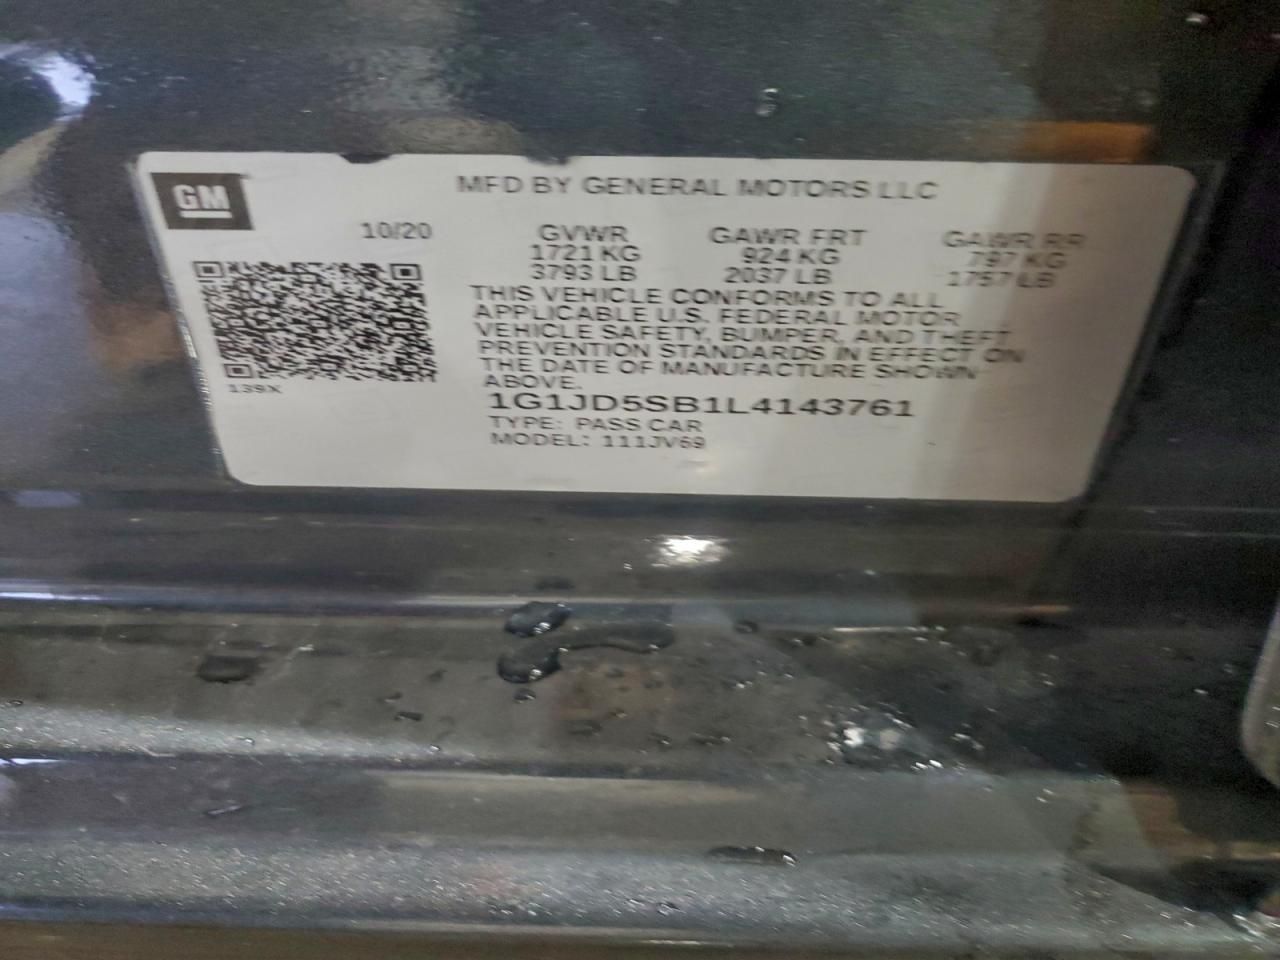 GM
MFD BY GENERAL MOTORS LLC
10/20 GVWR GAWR FRT GAWR RR
1721 KG 924 KG 797 KG
3793 LB 2037 LB 1757 LB
THIS VEHICLE CONFORMS TO ALL
APPLICABLE U.S. FEDERAL MOTOR
VEHICLE SAFETY, BUMPER, AND THEFT
PREVENTION STANDARDS IN EFFECT ON
THE DATE OF MANUFACTURE SHOWN
ABOVE.
139X
1G1JD5SB1L4143761
TYPE: PASS CAR
MODEL: 111JV69